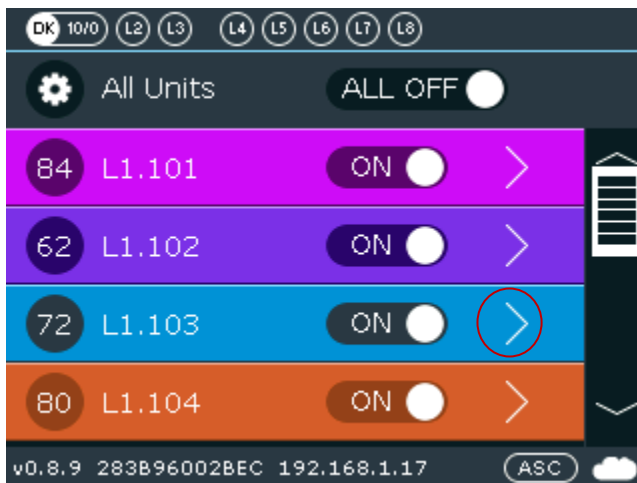 DK 10/0 L2 L3 L4 L5 L6 L7 L8
All Units ALL OFF
84 L1.101 ON
62 L1.102 ON
72 L1.103 ON
80 L1.104 ON
v0.8.9 283B96002BEC 192.168.1.17 ASC